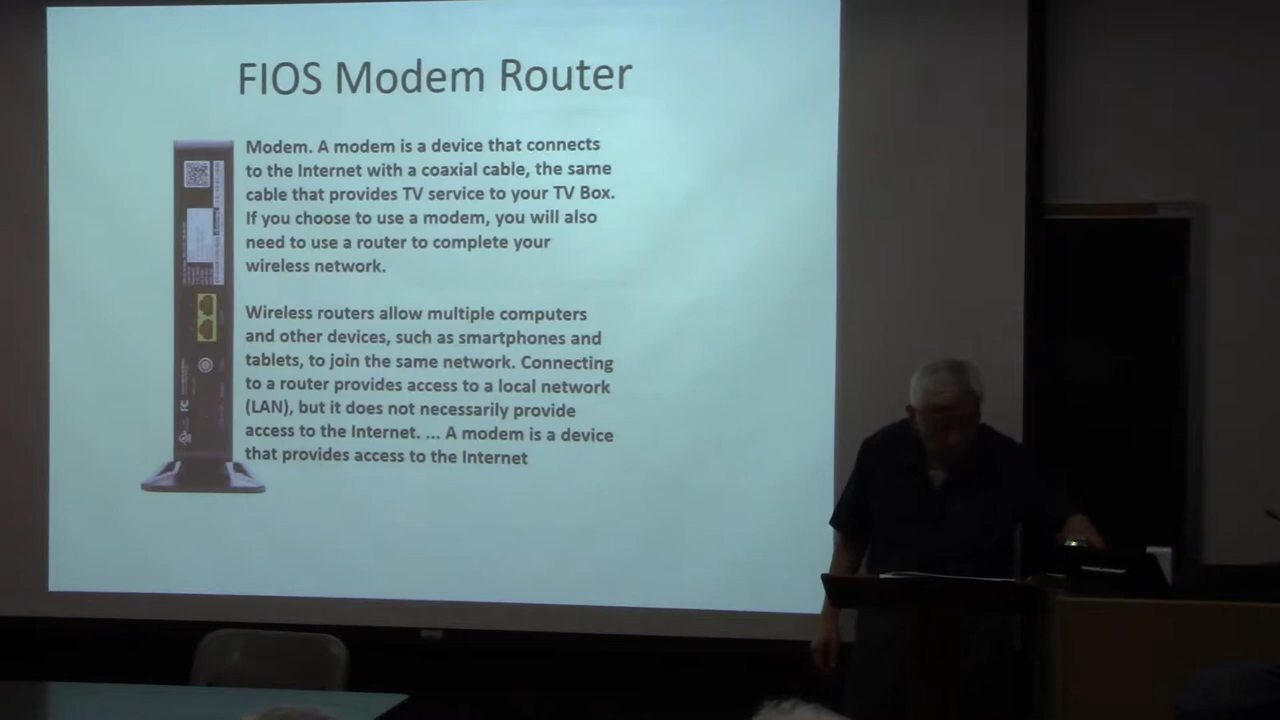 FIOS Modem Router
Modem. A modem is a device that connects
to the Internet with a coaxial cable, the same
cable that provides TV service to your TV Box.
If you choose to use a modem, you will also
need to use a router to complete your
wireless network.
Wireless routers allow multiple computers
and other devices, such as smartphones and
tablets, to join the same network. Connecting
to a router provides access to a local network
(LAN), but it does not necessarily provide
access to the Internet. ... A modem is a device
that provides access to the Internet